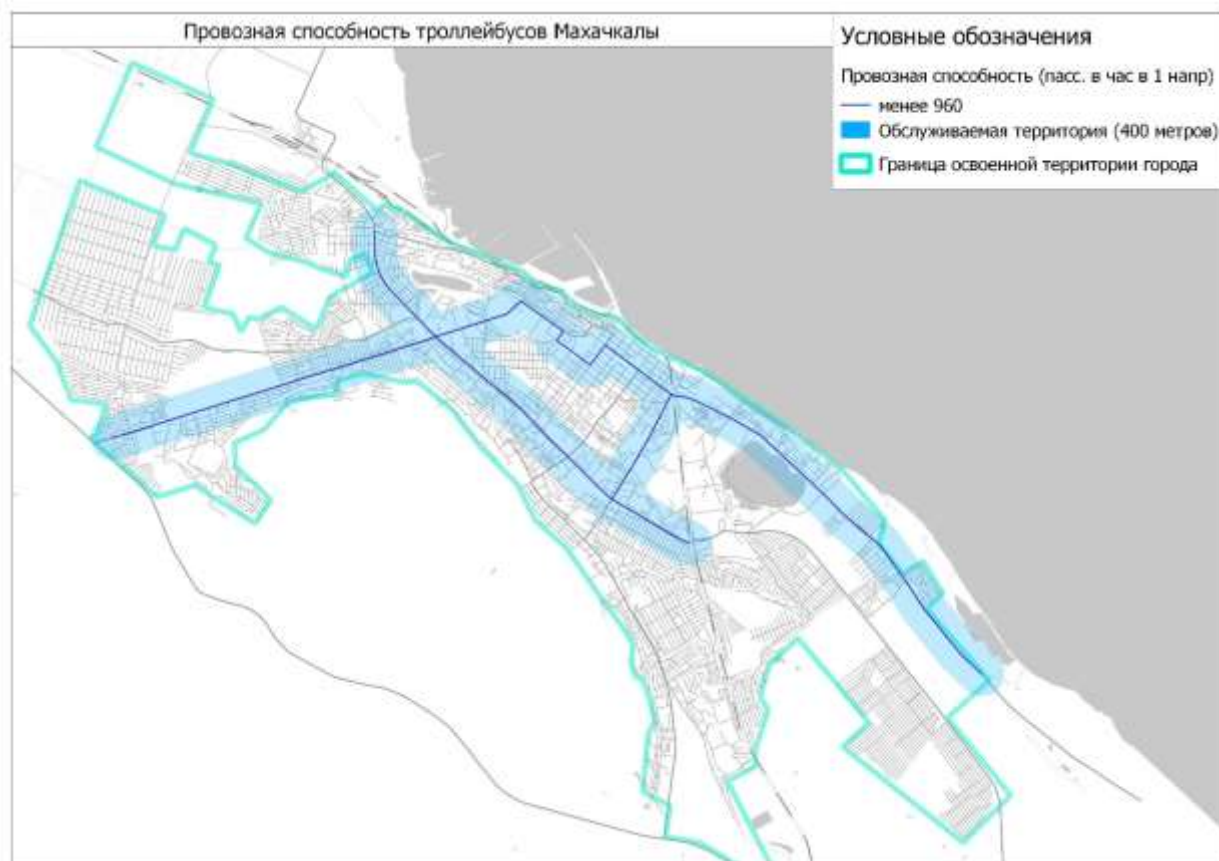 Провозная способность троллейбусов Махачкалы
Условные обозначения
Провозная способность (пасс. в час в 1 напр)
менее 960
Обслуживаемая территория (400 метров)
Граница освоенной территории города